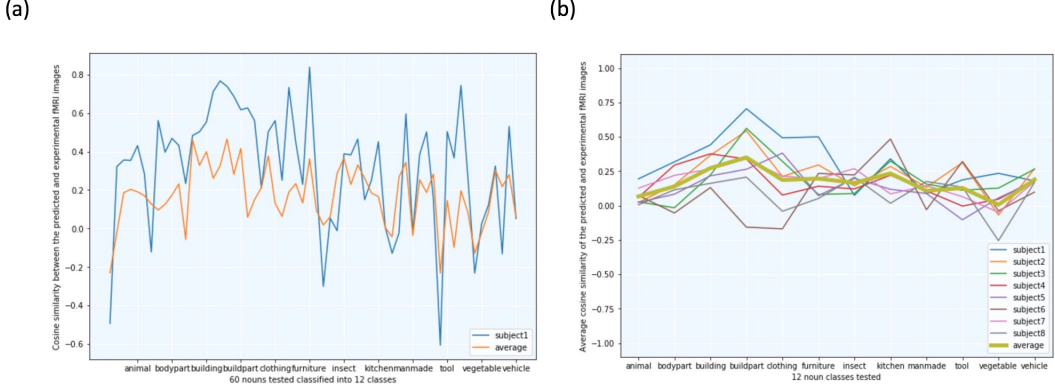 (a)
Cosine similarity between the predicted and experimental fMRI images
0.8
0.6
0.4
0.2
0.0
−0.2
−0.4
−0.6
animal bodypart building buildpart clothing furniture insect kitchen manmade tool vegetable vehicle
60 nouns tested classified into 12 classes
subject1
average
(b)
Average cosine similarity of the predicted and experimental fMRI images
1.00
0.75
0.50
0.25
0.00
−0.25
−0.50
−0.75
−1.00
animal bodypart building buildpart clothing furniture insect kitchen manmade tool vegetable vehicle
12 noun classes tested
subject1
subject2
subject3
subject4
subject5
subject6
subject7
subject8
average